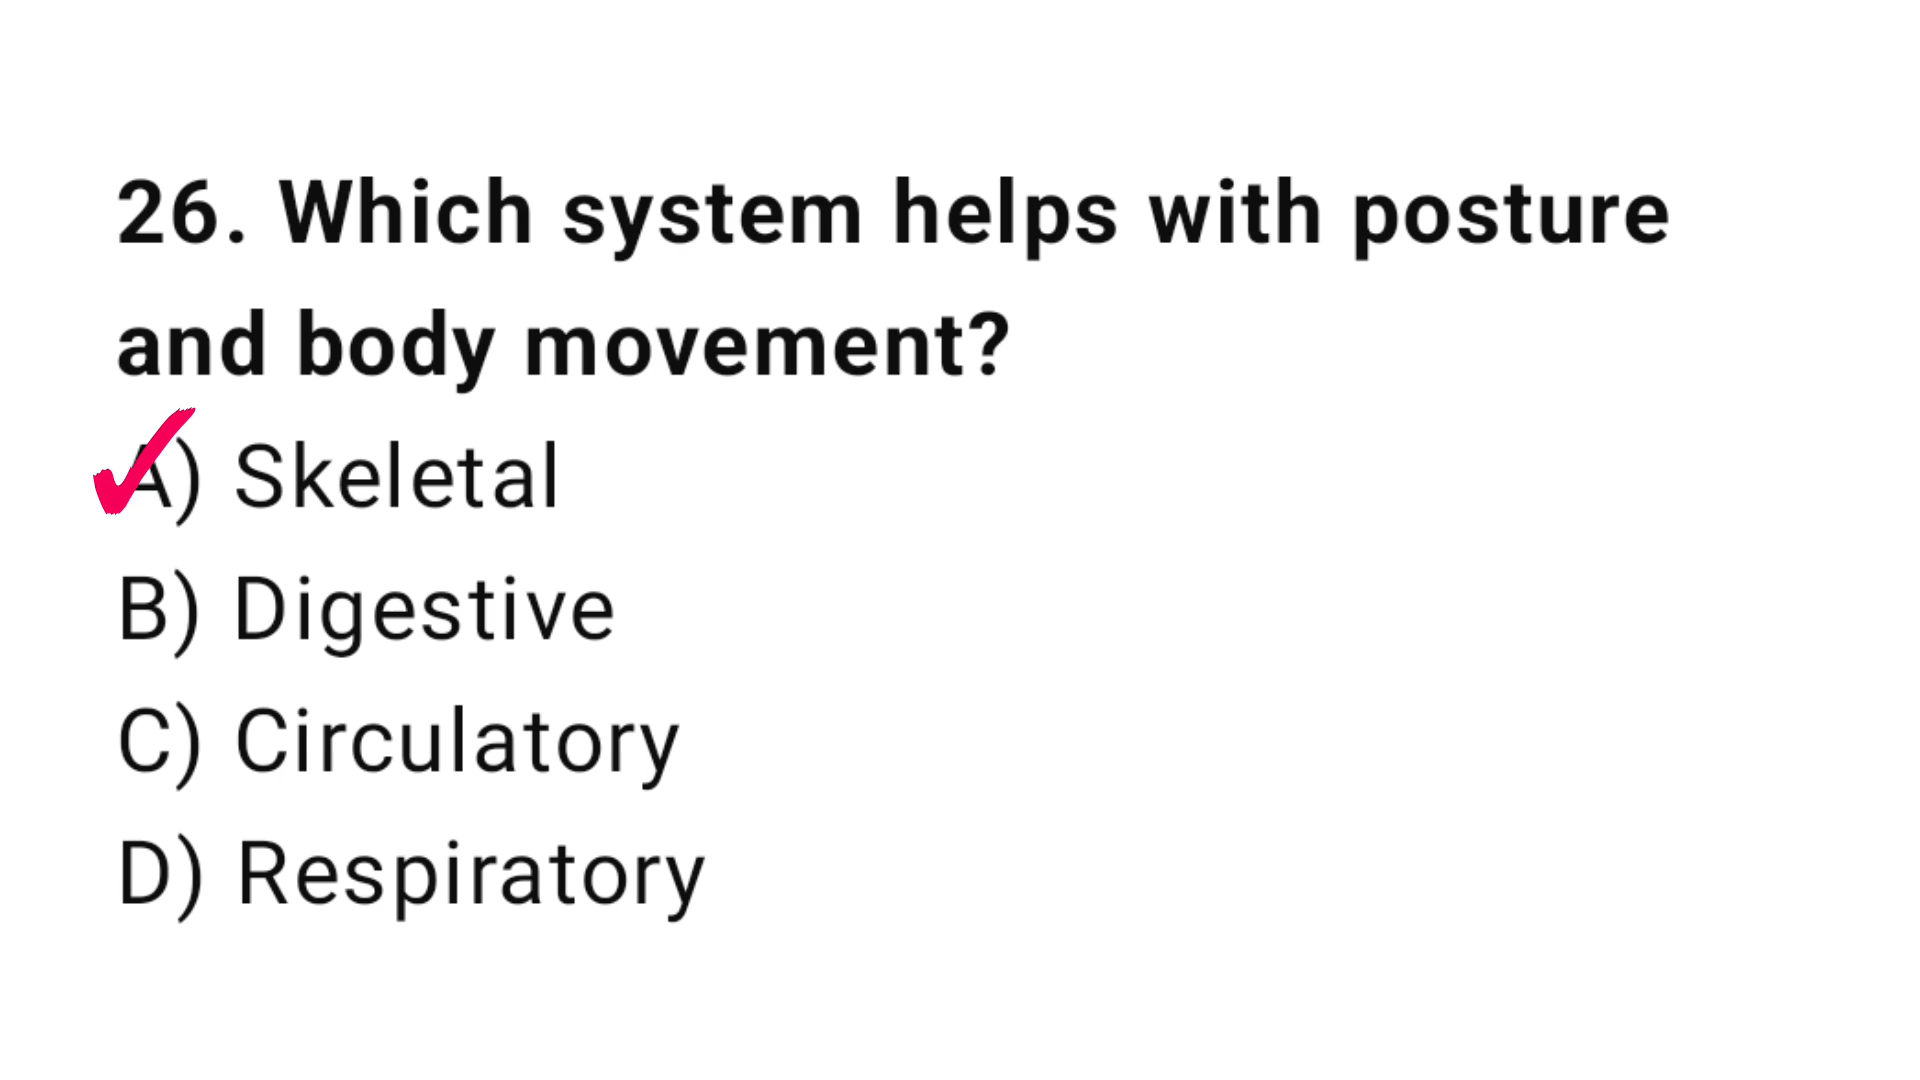 26. Which system helps with posture
and body movement?
A) Skeletal
B) Digestive
C) Circulatory
D) Respiratory